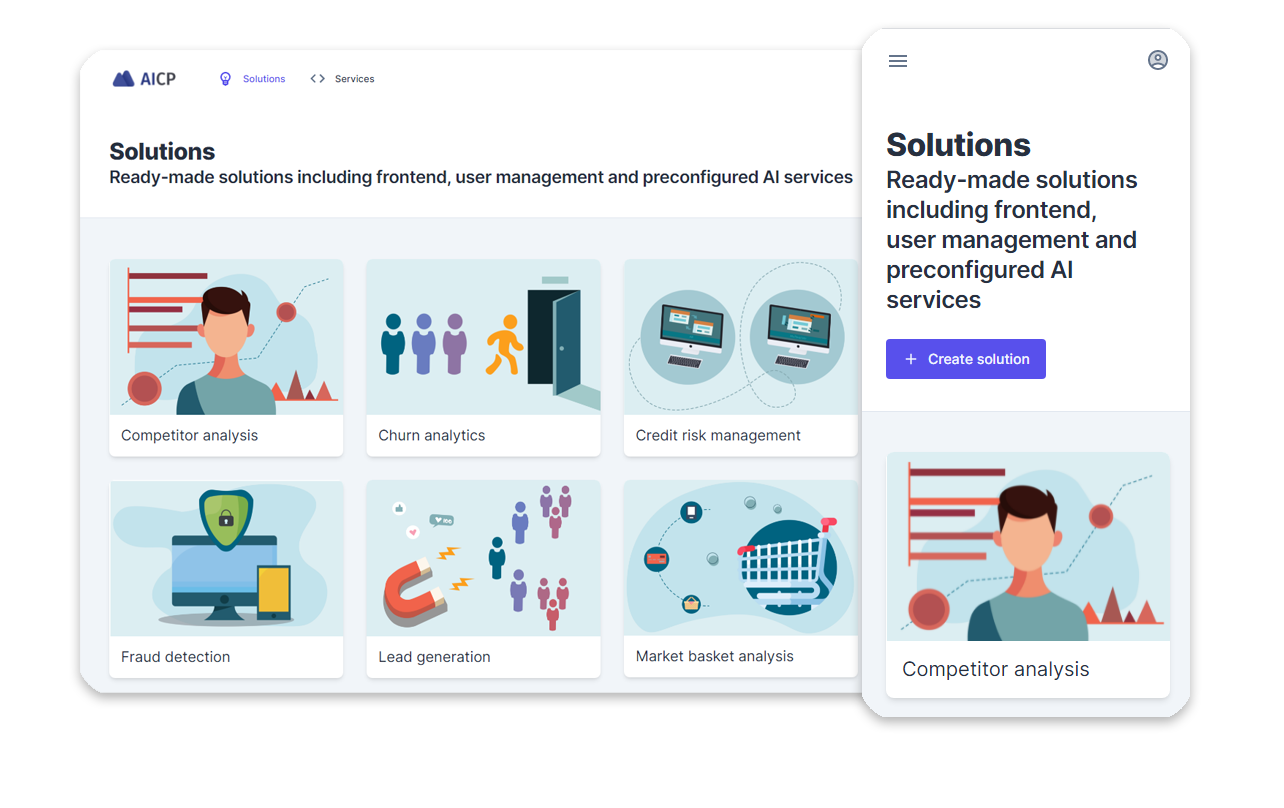 AICP
Solutions
Services
Solutions
Ready-made solutions including frontend, user management and preconfigured AI services
Competitor analysis
Churn analytics
Credit risk management
Fraud detection
Lead generation
Market basket analysis
Solutions
Ready-made solutions
including frontend,
user management and
preconfigured AI
services
+ Create solution
Competitor analysis